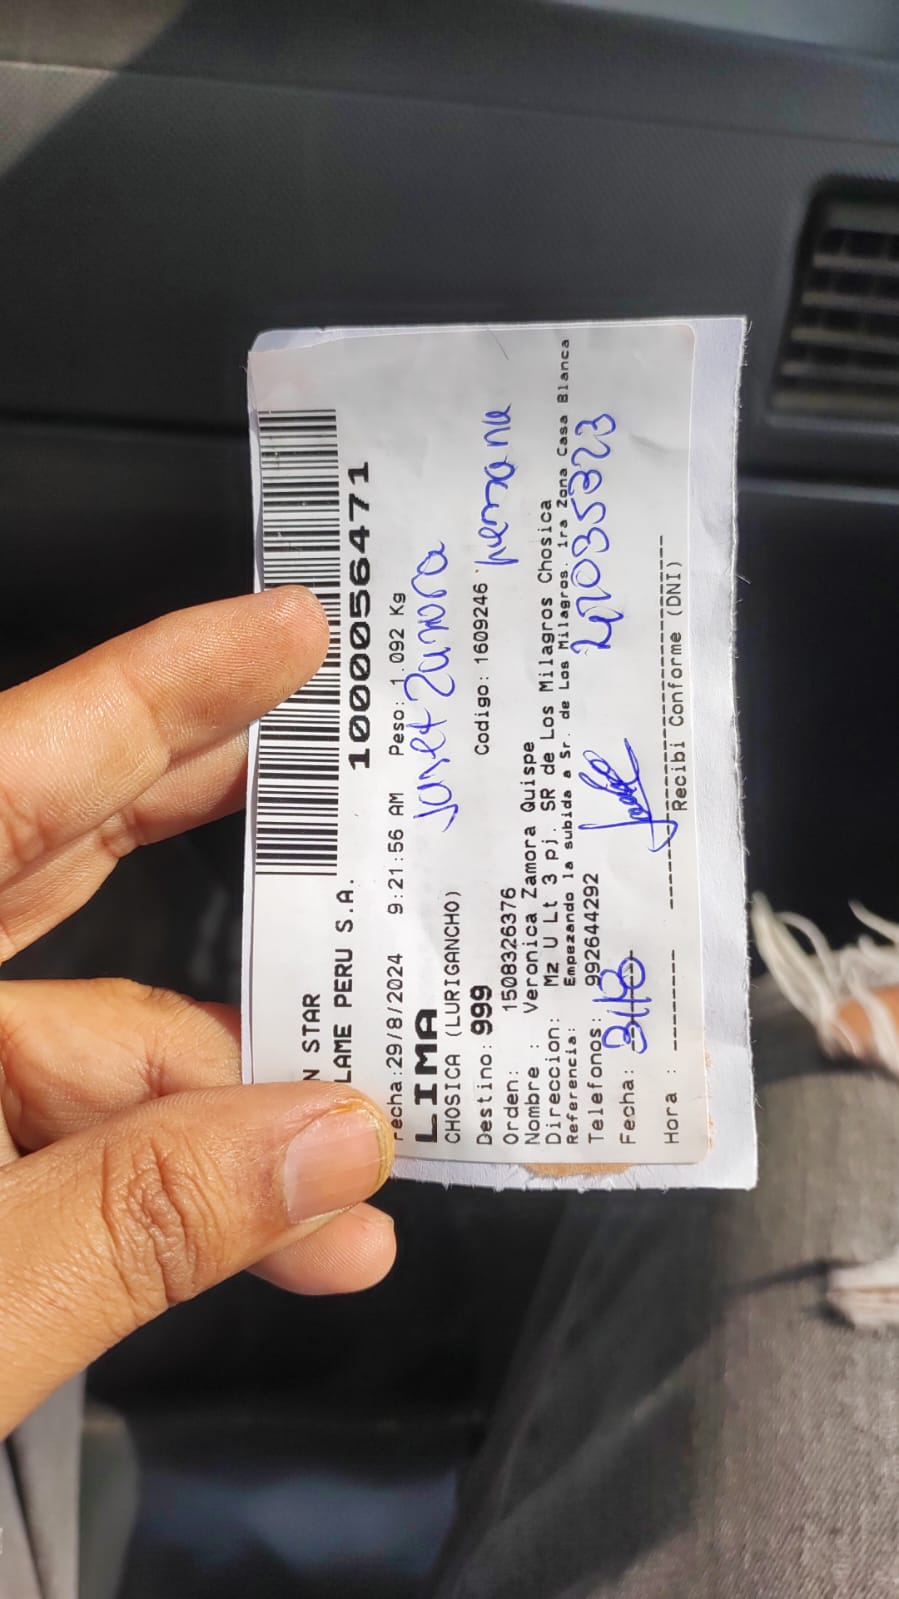 N STAR
LAME PERU S.A.
1000056471
echa:29/8/2024 9:21:56 AM Peso: 1.092 Kg
LIMA
Janet Zamora
CHOSICA (LURIGANCHO)
Destino: 999 Codigo: 1609246 hermana
Orden: 1508326376
Nombre : Veronica Zamora Quispe
Direccion: Mz U Lt 3 pj. SR de Los Milagros Chosica
Referencia: Empezando la subida a Sr. de Los Milagros. 1ra Zona Casa Blanca
Telefonos: 992644292
Fecha: 31/8
Hora : Recibi Conforme (DNI)